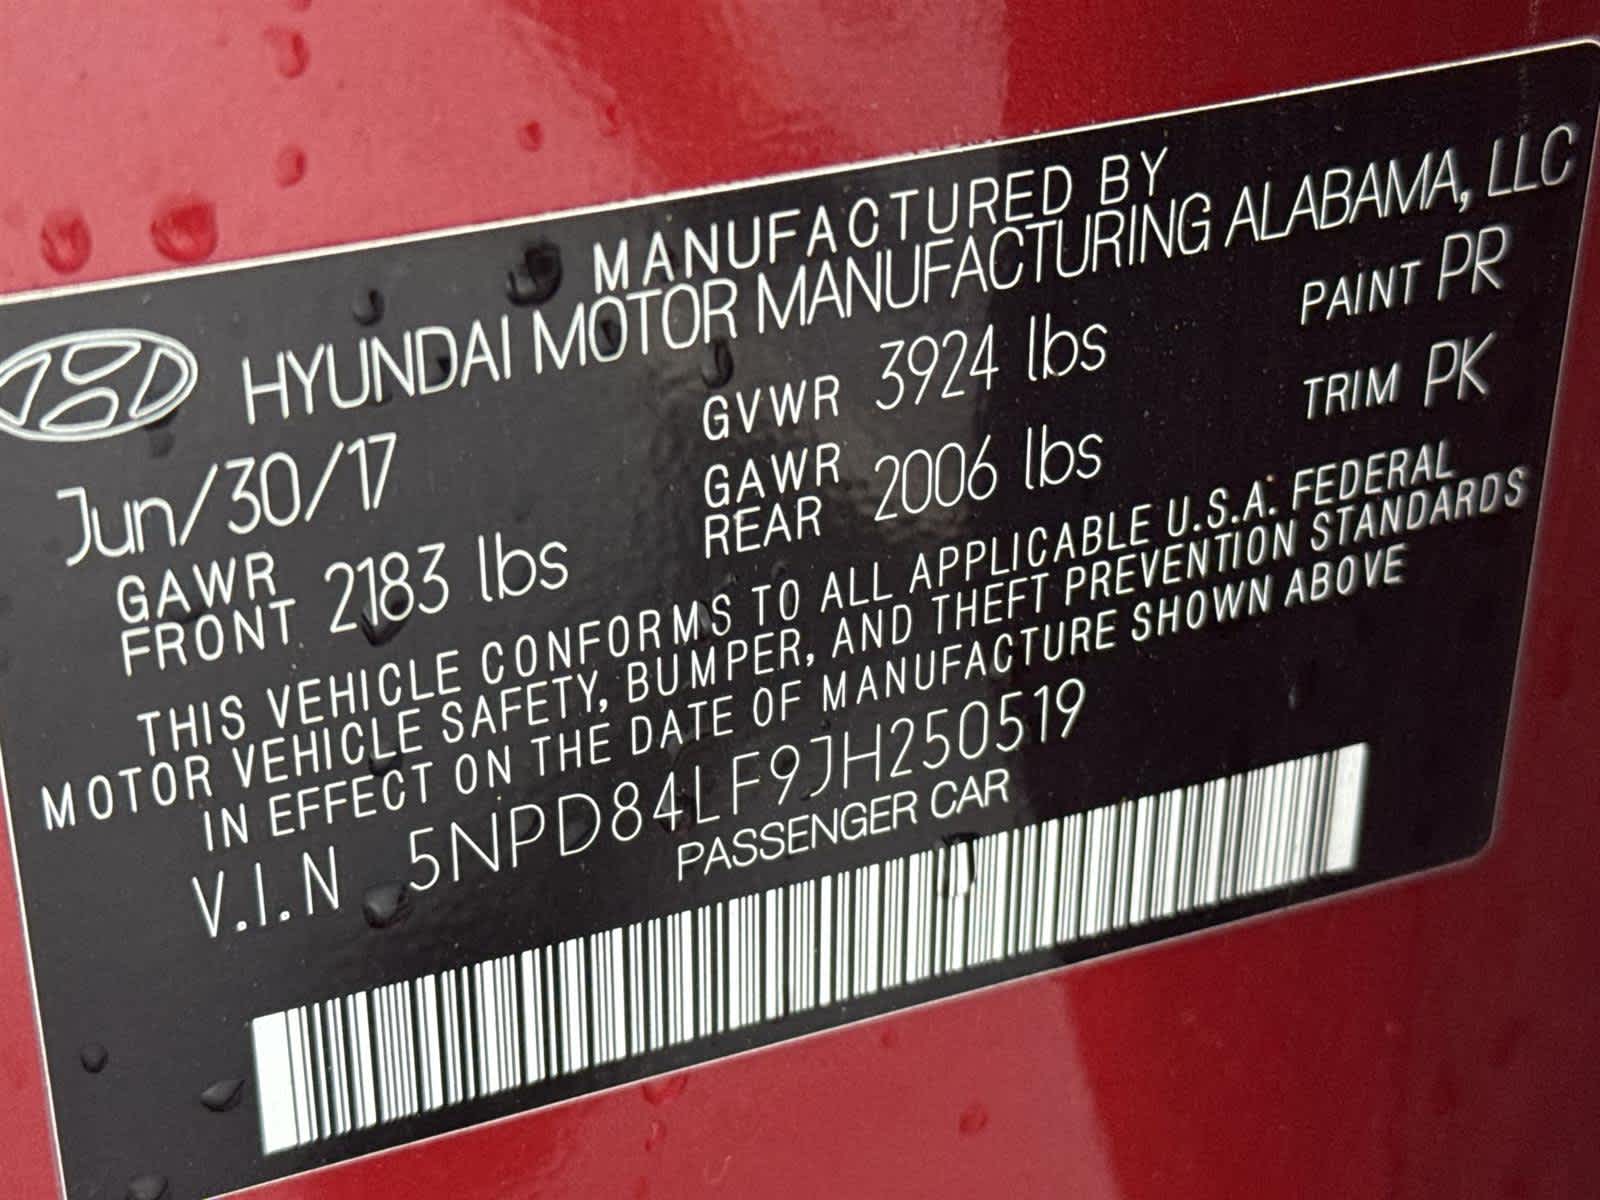 MANUFACTURED BY
HYUNDAI MOTOR MANUFACTURING ALABAMA, LLC
Jun/30/17 GVWR 3924 lbs PAINT PR
GAWR FRONT 2183 lbs GAWR REAR 2006 lbs TRIM PK
THIS VEHICLE CONFORMS TO ALL APPLICABLE U.S.A. FEDERAL
MOTOR VEHICLE SAFETY, BUMPER, AND THEFT PREVENTION STANDARDS
IN EFFECT ON THE DATE OF MANUFACTURE SHOWN ABOVE
V.I.N 5NPD84LF9JH250519
PASSENGER CAR